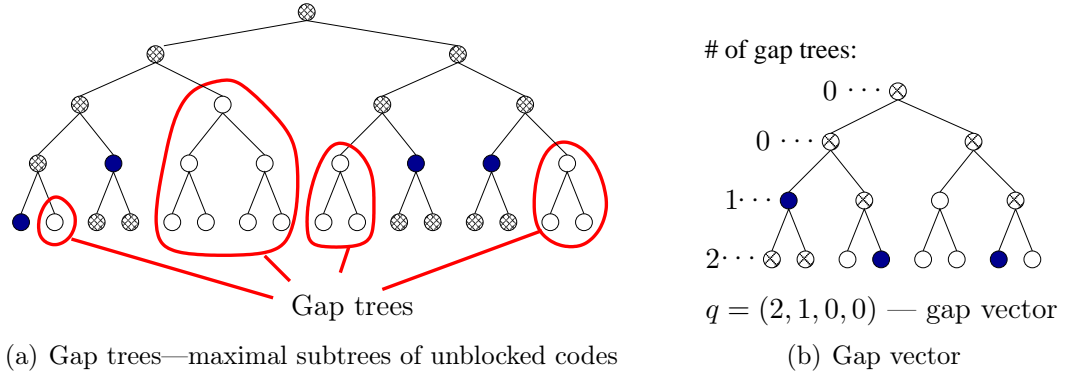 # of gap trees:
0 · · ·
0 · · ·
1· · ·
2· · ·
Gap trees
q = (2, 1, 0, 0) — gap vector
(a) Gap trees—maximal subtrees of unblocked codes
(b) Gap vector